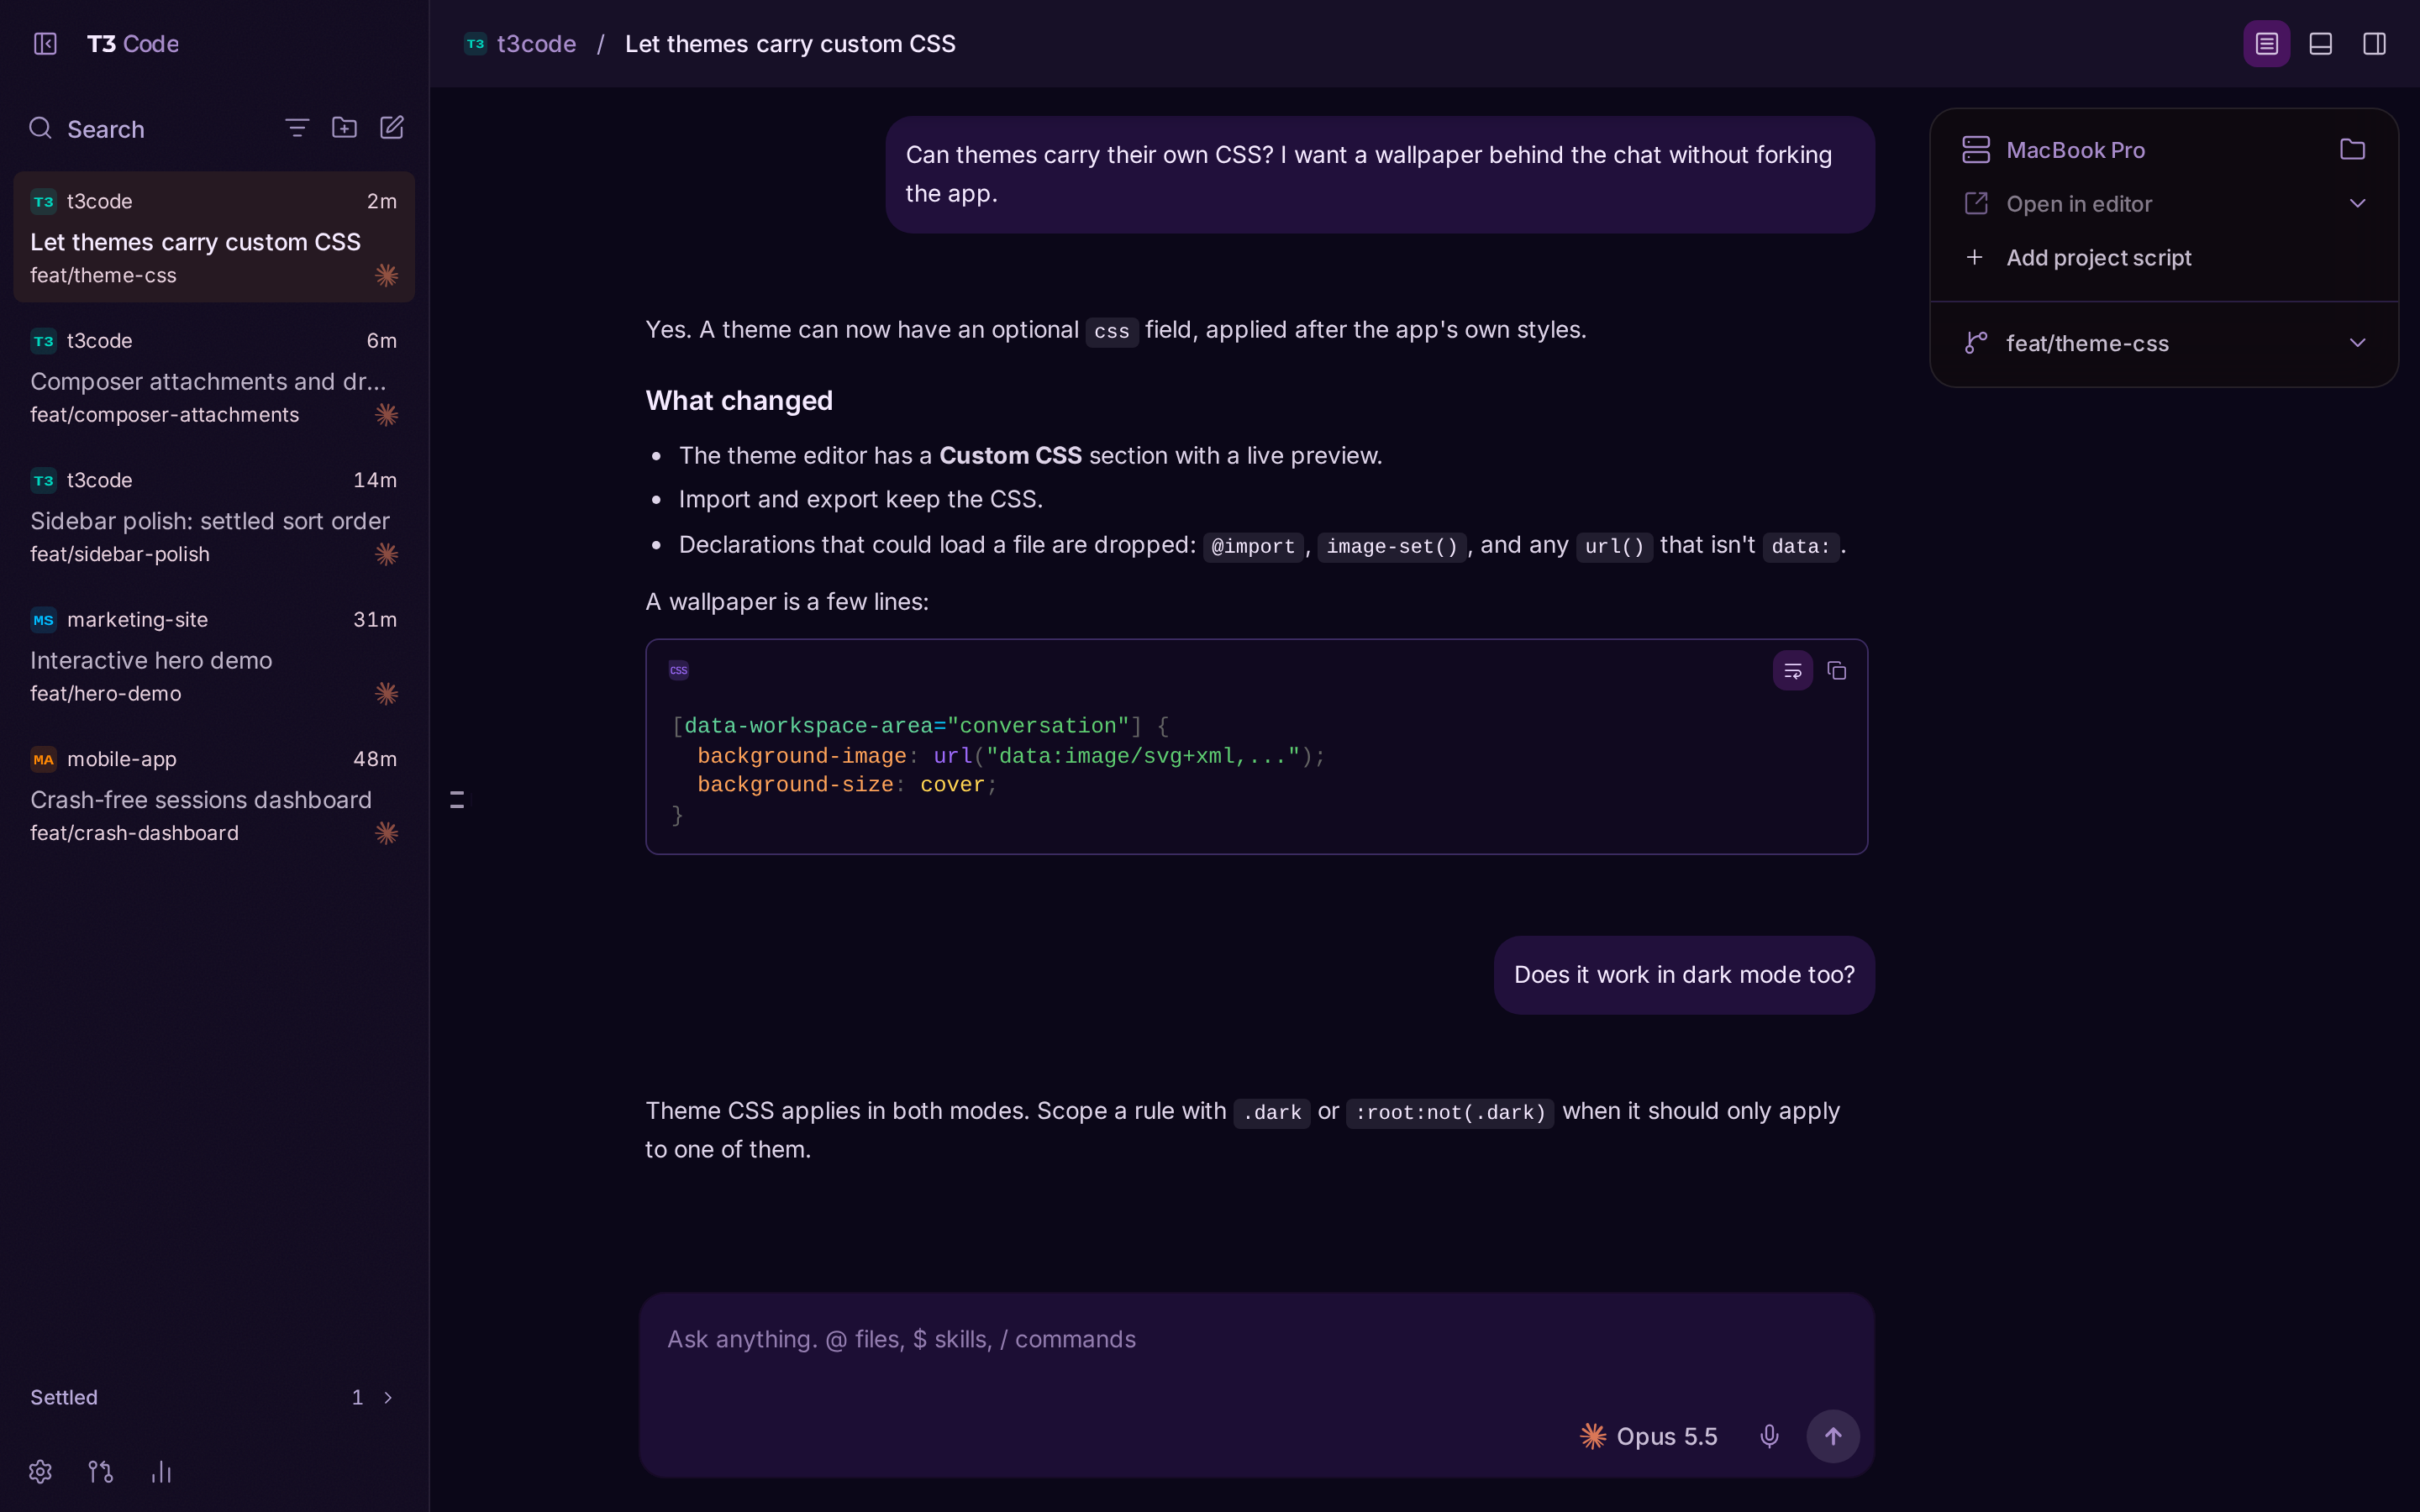 T3 Code
Search
T3 t3code 2m
Let themes carry custom CSS
feat/theme-css
T3 t3code 6m
Composer attachments and dr...
feat/composer-attachments
T3 t3code 14m
Sidebar polish: settled sort order
feat/sidebar-polish
MS marketing-site 31m
Interactive hero demo
feat/hero-demo
MA mobile-app 48m
Crash-free sessions dashboard
feat/crash-dashboard
Settled 1
T3 t3code / Let themes carry custom CSS
Can themes carry their own CSS? I want a wallpaper behind the chat without forking
the app.
Yes. A theme can now have an optional css field, applied after the app's own styles.
What changed
• The theme editor has a Custom CSS section with a live preview.
• Import and export keep the CSS.
• Declarations that could load a file are dropped: @import, image-set(), and any url() that isn't data:.
A wallpaper is a few lines:
CSS
[data-workspace-area="conversation"] {
  background-image: url("data:image/svg+xml,...");
  background-size: cover;
}
Does it work in dark mode too?
Theme CSS applies in both modes. Scope a rule with .dark or :root:not(.dark) when it should only apply
to one of them.
Ask anything. @ files, $ skills, / commands
Opus 5.5
MacBook Pro
Open in editor
Add project script
feat/theme-css